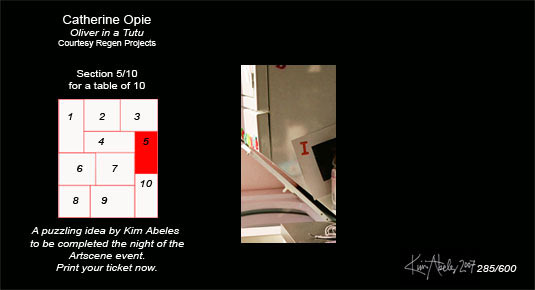 Catherine Opie
Oliver in a Tutu
Courtesy Regen Projects
Section 5/10
for a table of 10
1
2
3
4
5
6
7
10
8
9
A puzzling idea by Kim Abeles
to be completed the night of the
Artscene event.
Print your ticket now.
I
Kim Abeles 2007 285/600